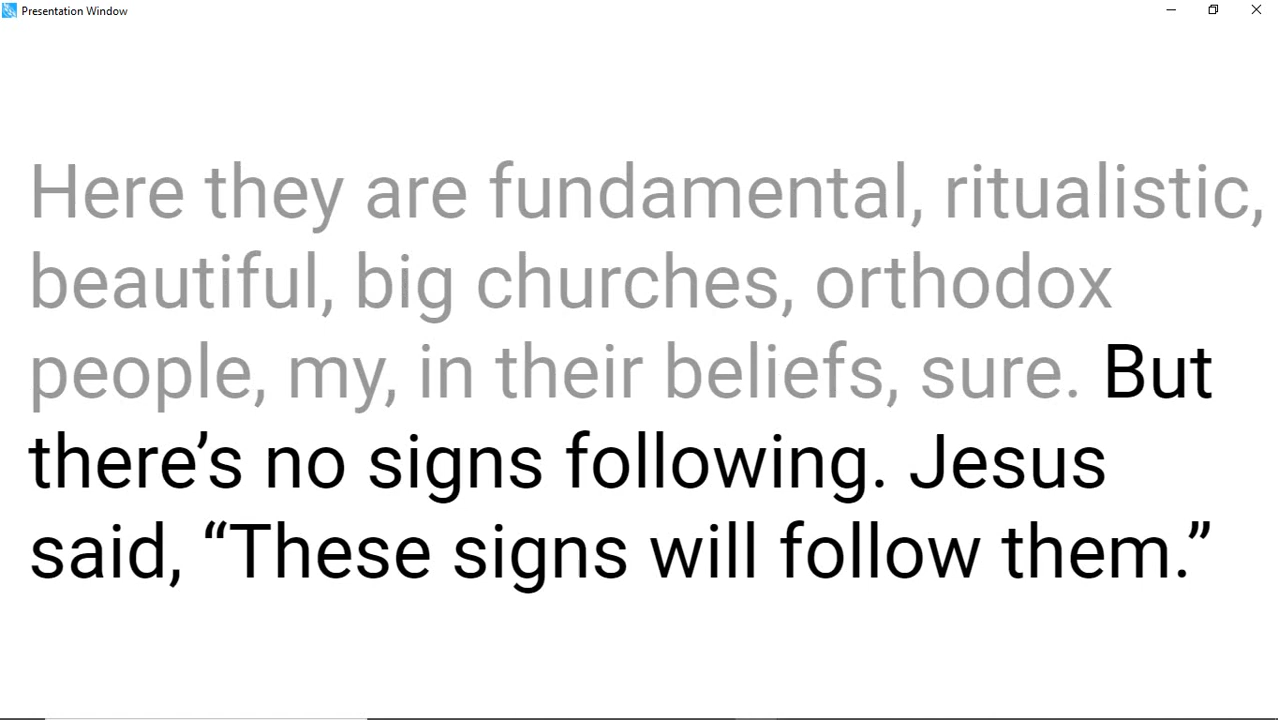 Presentation Window
Here they are fundamental, ritualistic,
beautiful, big churches, orthodox
people, my, in their beliefs, sure. But
there’s no signs following. Jesus
said, “These signs will follow them.”